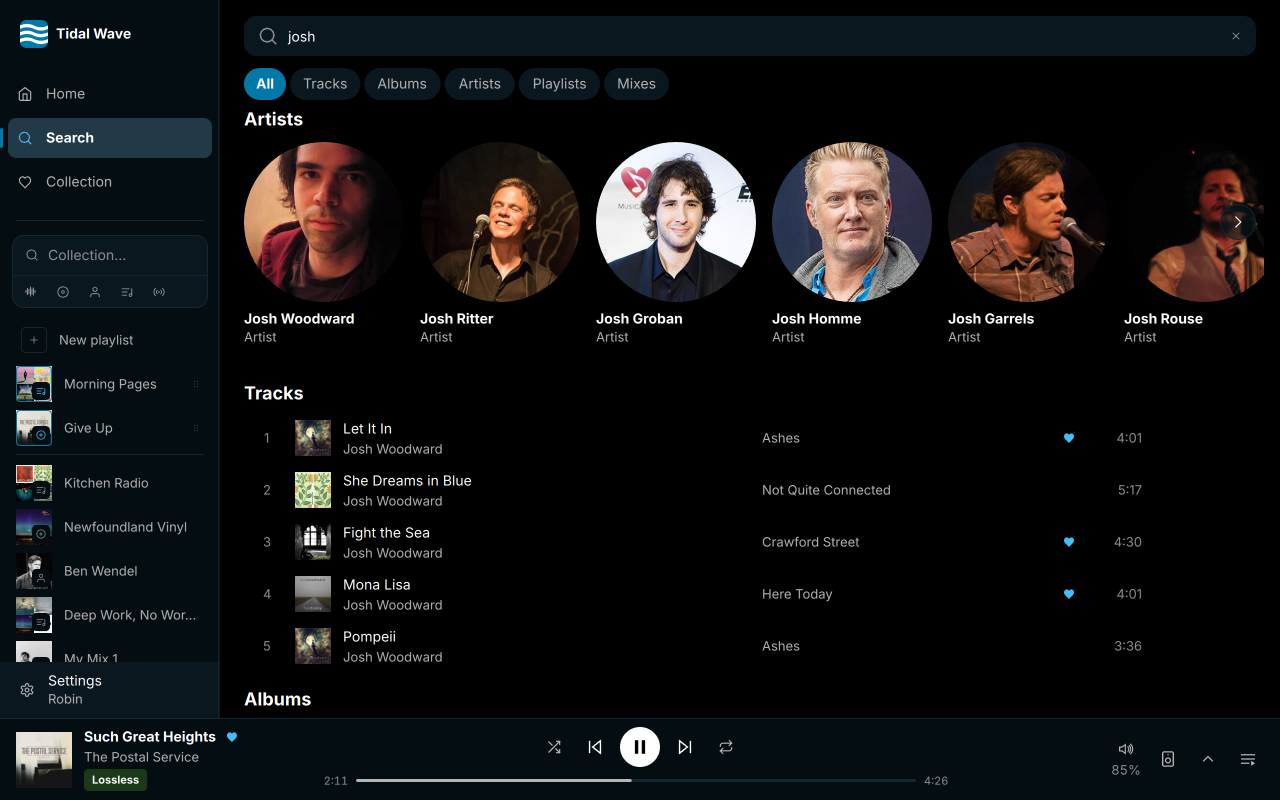 Tidal Wave
Home
Search
Collection
Collection...
New playlist
Morning Pages
Give Up
Kitchen Radio
Newfoundland Vinyl
Ben Wendel
Deep Work, No Wor...
My Mix 1
Settings
Robin
josh
All
Tracks
Albums
Artists
Playlists
Mixes
Artists
Josh Woodward
Artist
Josh Ritter
Artist
Josh Groban
Artist
Josh Homme
Artist
Josh Garrels
Artist
Josh Rouse
Artist
Tracks
1
Let It In
Josh Woodward
Ashes
4:01
2
She Dreams in Blue
Josh Woodward
Not Quite Connected
5:17
3
Fight the Sea
Josh Woodward
Crawford Street
4:30
4
Mona Lisa
Josh Woodward
Here Today
4:01
5
Pompeii
Josh Woodward
Ashes
3:36
Albums
THE POSTAL SERVICE
Such Great Heights
The Postal Service
Lossless
2:11
4:26
85%